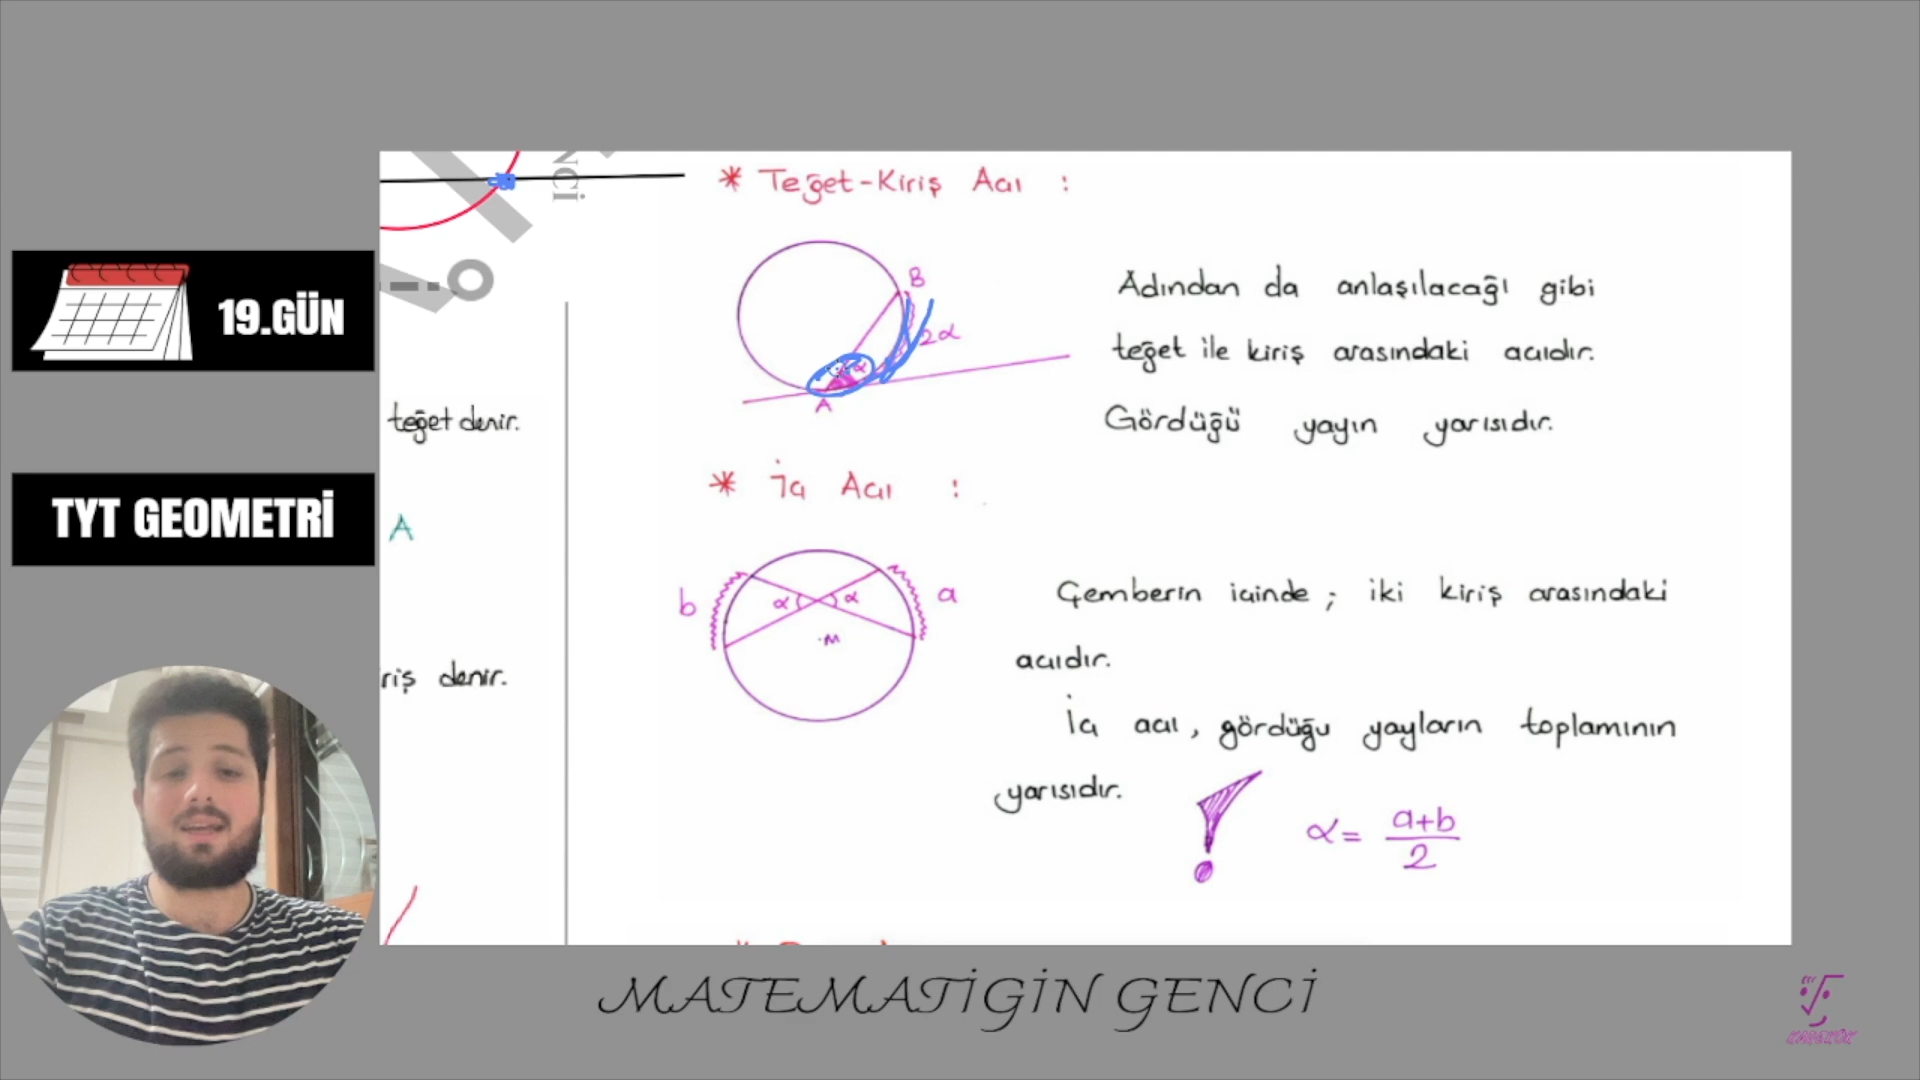 19.GÜN
TYT GEOMETRİ
NCİ
teğet denir.
A
riş denir.
* Teğet-Kiriş Açı :
B
2α
α
A
Adından da anlaşılacağı gibi
teğet ile kiriş arasındaki açıdır.
Gördüğü yayın yarısıdır.
* İç Açı :
b
α
α
a
.M
Çemberin içinde ; iki kiriş arasındaki
açıdır.
İç açı, gördüğü yayların toplamının
yarısıdır.
α = a+b
2
MATEMATİGİN GENCİ
KAREKÖK